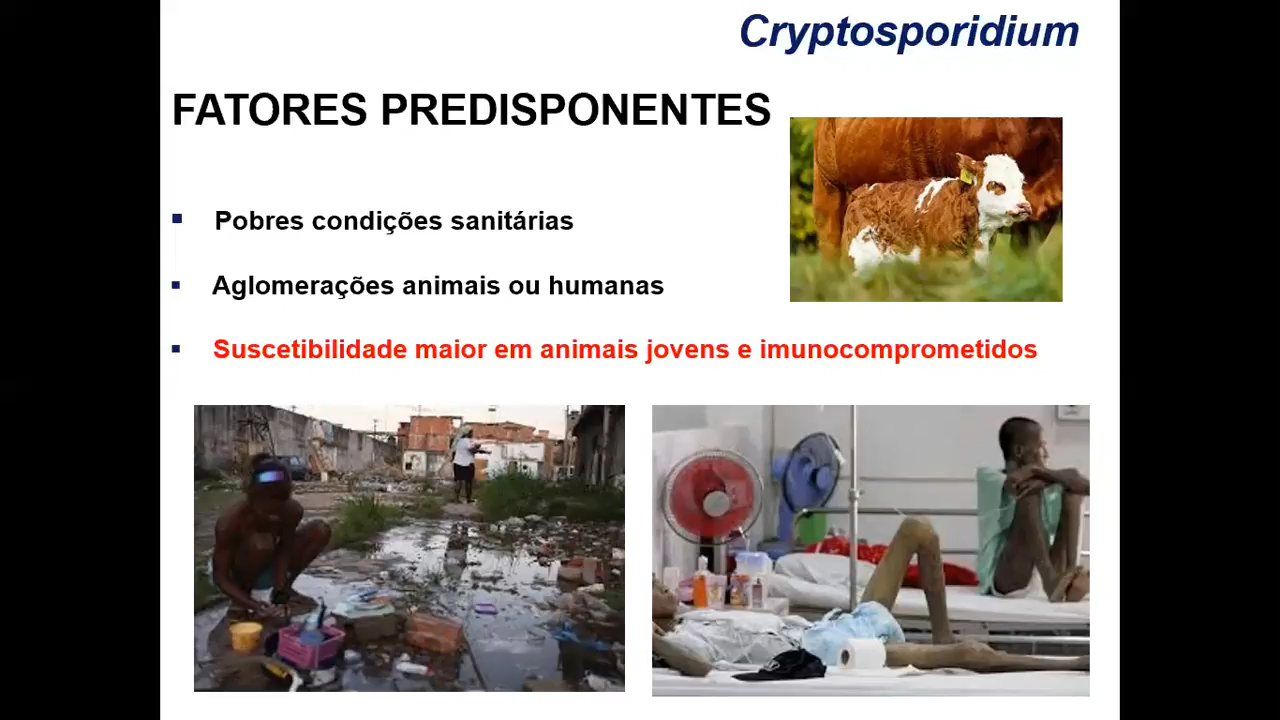 Cryptosporidium
FATORES PREDISPONENTES
Pobres condições sanitárias
Aglomerações animais ou humanas
Suscetibilidade maior em animais jovens e imunocomprometidos